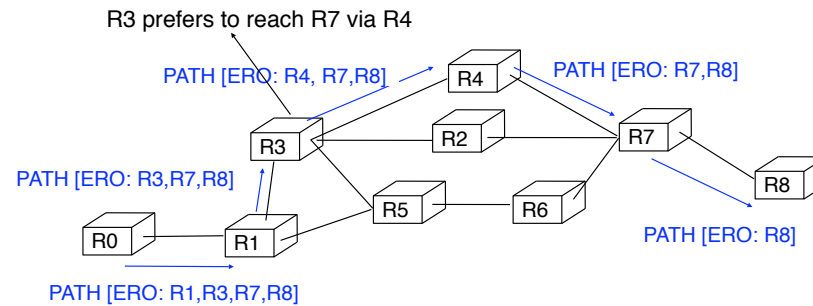 R3 prefers to reach R7 via R4
PATH [ERO: R4, R7,R8]
R4
PATH [ERO: R7,R8]
R3
R2
R7
PATH [ERO: R3,R7,R8]
R8
R5
R6
R0
R1
PATH [ERO: R8]
PATH [ERO: R1,R3,R7,R8]